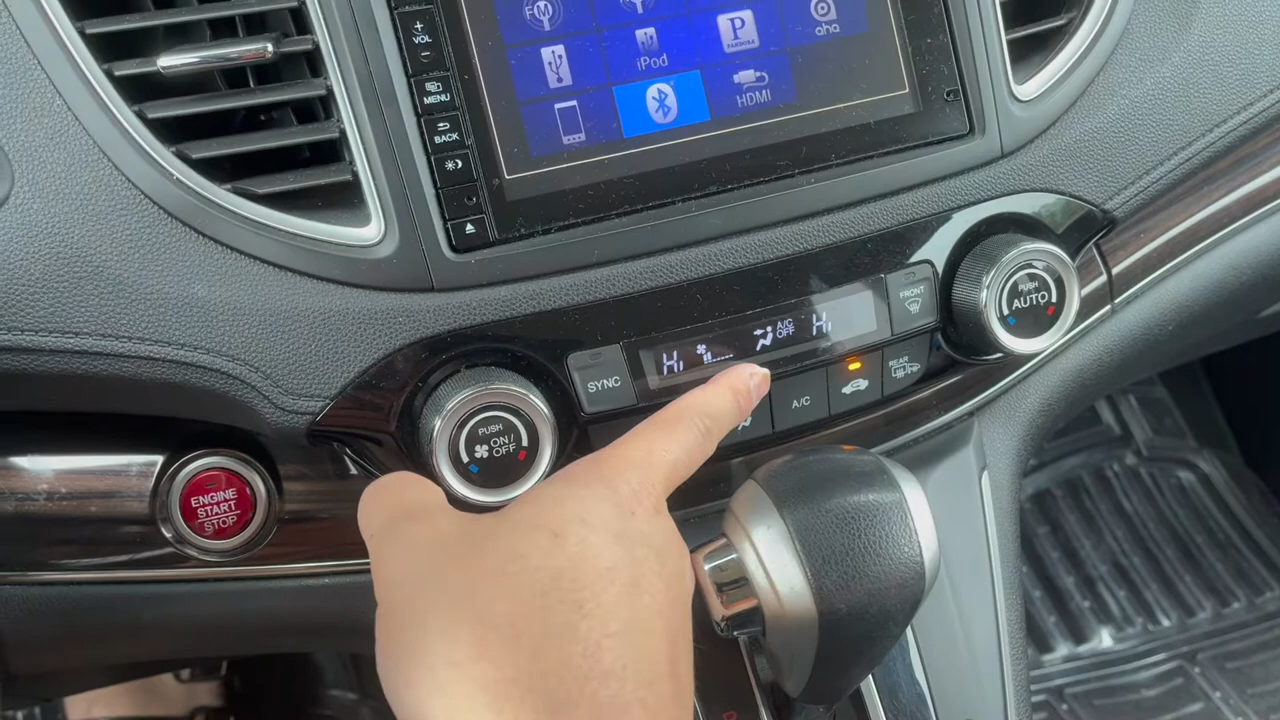 FM
VOL
MENU
BACK
iPod
P
PANDORA
aha
HDMI
SYNC
Hi
A/C
OFF
Hi
FRONT
PUSH
AUTO
A/C
REAR
PUSH
ON/
OFF
ENGINE
START
STOP